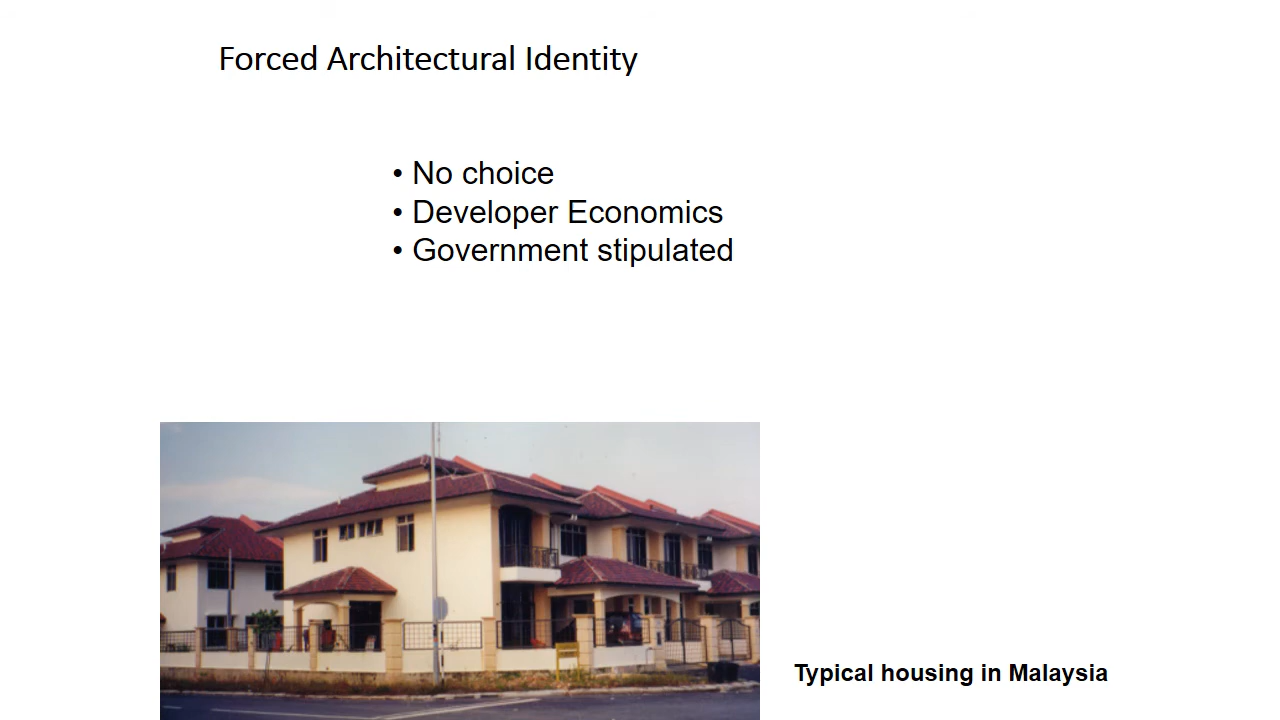 Forced Architectural Identity
• No choice
• Developer Economics
• Government stipulated
Typical housing in Malaysia